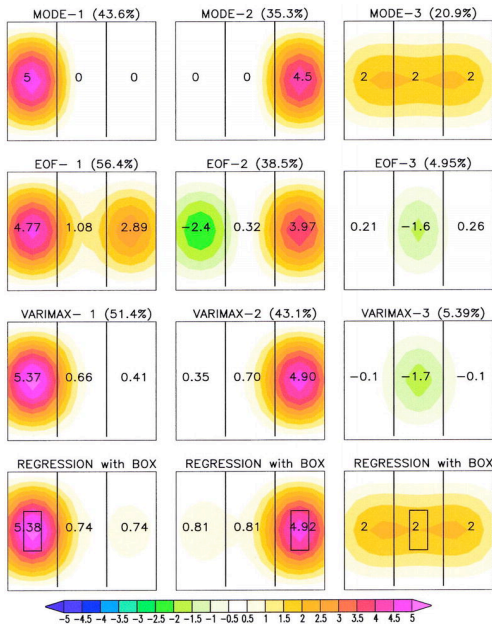 MODE-1 (43.6%) MODE-2 (35.3%) MODE-3 (20.9%)
5 0 0 0 0 4.5 2 2 2
EOF- 1 (56.4%) EOF-2 (38.5%) EOF-3 (4.95%)
4.77 1.08 2.89 -2.4 0.32 3.97 0.21 -1.6 0.26
VARIMAX- 1 (51.4%) VARIMAX-2 (43.1%) VARIMAX-3 (5.39%)
5.37 0.66 0.41 0.35 0.70 4.90 -0.1 -1.7 -0.1
REGRESSION with BOX REGRESSION with BOX REGRESSION with BOX
5.38 0.74 0.74 0.81 0.81 4.92 2 2 2
-5 -4.5 -4 -3.5 -3 -2.5 -2 -1.5 -1 -0.5 0.5 1 1.5 2 2.5 3 3.5 4 4.5 5